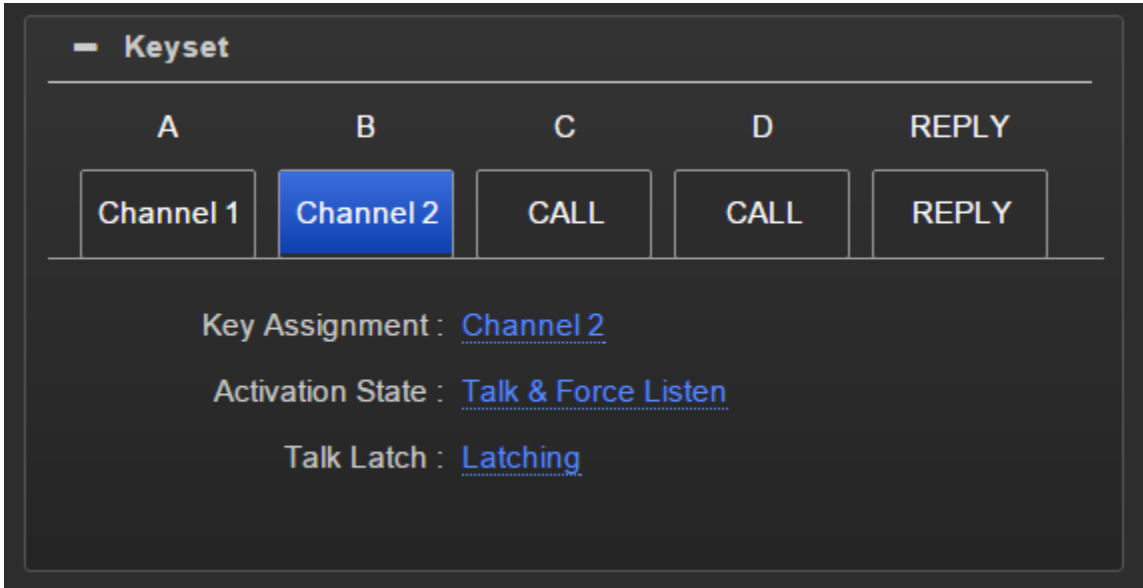 Keyset
A B C D REPLY
Channel 1 Channel 2 CALL CALL REPLY
Key Assignment : Channel 2
Activation State : Talk & Force Listen
Talk Latch : Latching